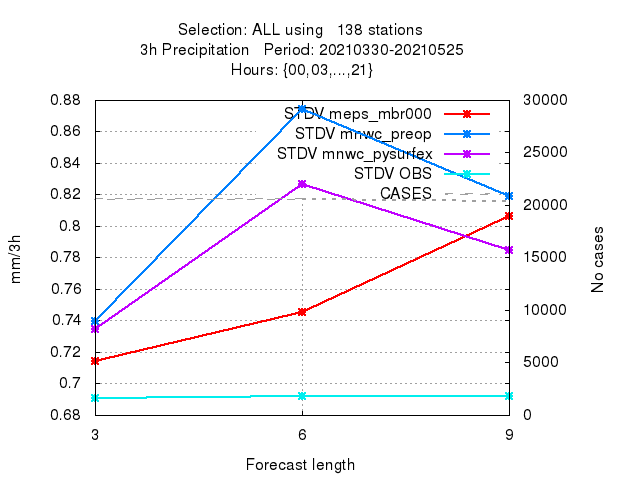 Selection: ALL using 138 stations
3h Precipitation Period: 20210330-20210525
Hours: {00,03,...,21}
STDV meps_mbr000
STDV mnwc_preop
STDV mnwc_pysurfex
STDV OBS
CASES
0.88
0.86
0.84
0.82
0.8
0.78
0.76
0.74
0.72
0.7
0.68
mm/3h
30000
25000
20000
15000
10000
5000
0
No cases
3 6 9
Forecast length